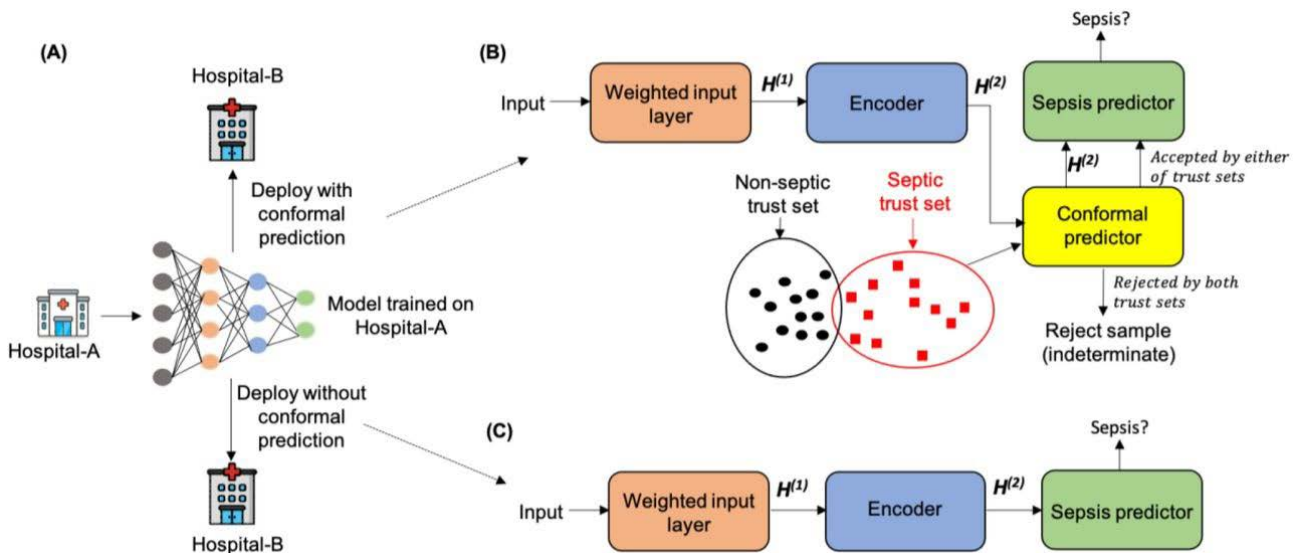 (A)
Hospital-B
Deploy with
conformal
prediction
Hospital-A
Model trained on
Hospital-A
Deploy without
conformal
prediction
Hospital-B
(B)
Sepsis?
Input
Weighted input
layer
H(1)
Encoder
H(2)
Sepsis predictor
H(2)
Accepted by either
of trust sets
Non-septic
trust set
Septic
trust set
Conformal
predictor
Rejected by both
trust sets
Reject sample
(indeterminate)
(C)
Sepsis?
Input
Weighted input
layer
H(1)
Encoder
H(2)
Sepsis predictor